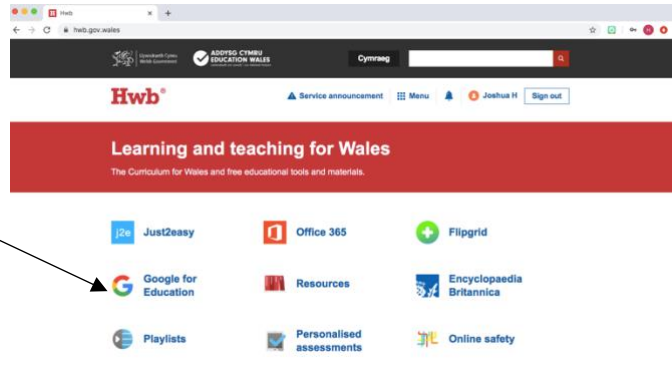 Hwb
hwb.gov.wales
Llywodraeth Cymru
Welsh Government
ADDYSG CYMRU
EDUCATION WALES
Cymraeg
Hwb
Service announcement
Menu
Joshua H
Sign out
Learning and teaching for Wales
The Curriculum for Wales and free educational tools and materials.
j2e
Just2easy
Office 365
Flipgrid
Google for
Education
Resources
Encyclopaedia
Britannica
Playlists
Personalised
assessments
Online safety